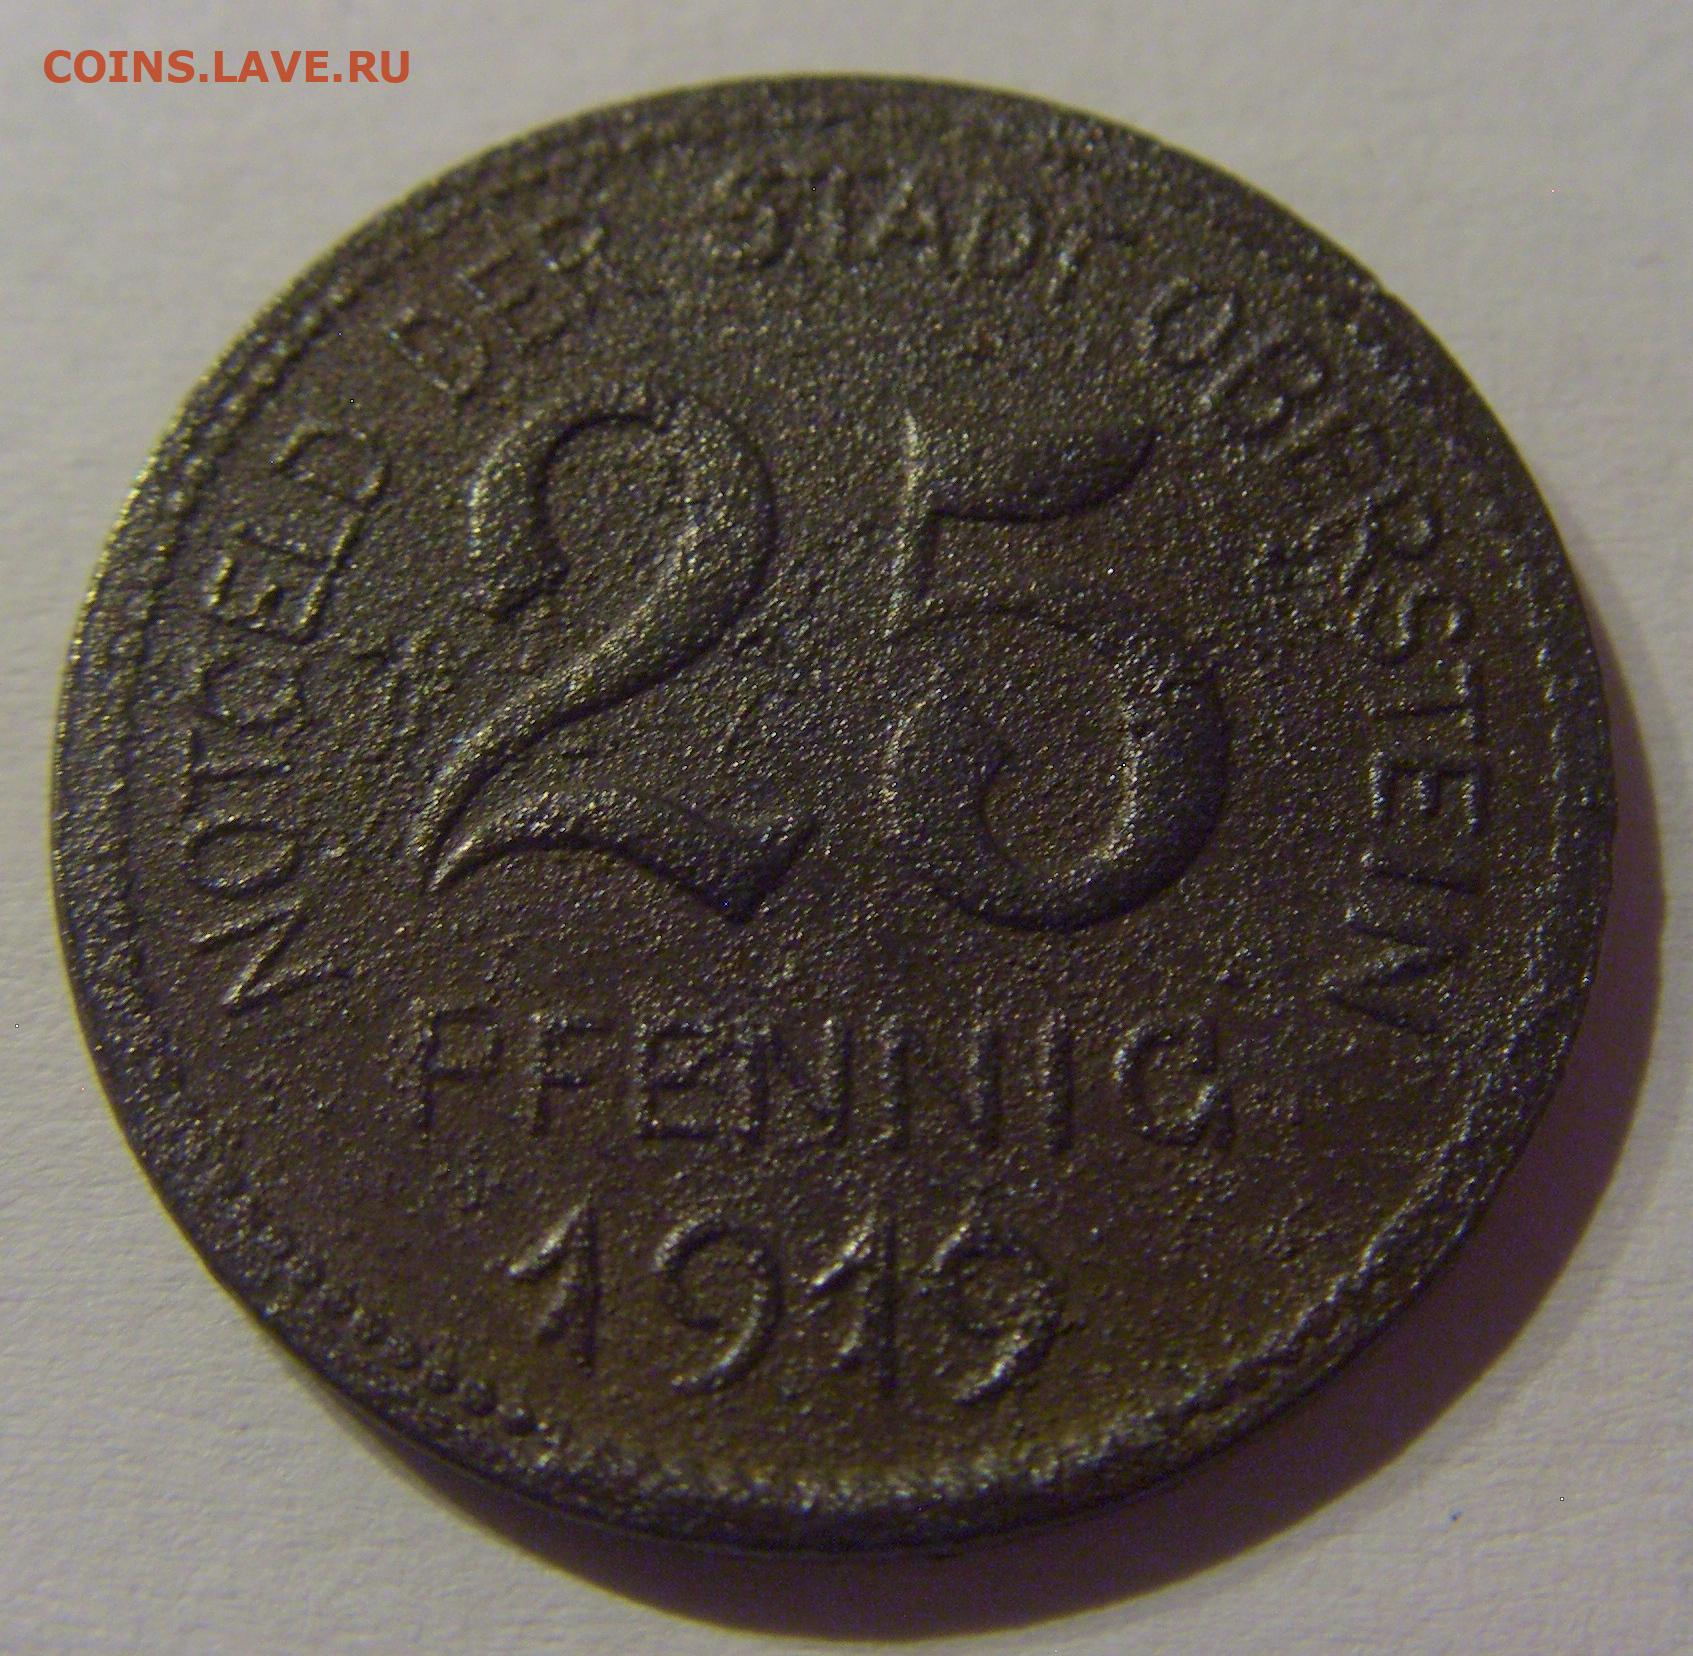 COINS.LAVE.RU
NOTGELD DER STADT OBERSTEIN
25
PFENNIG
1919